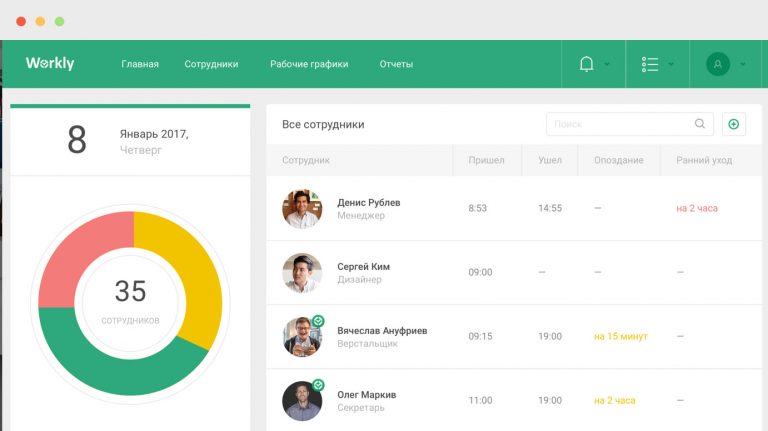 Workly
Главная Сотрудники Рабочие графики Отчеты
8
Январь 2017,
Четверг
35
СОТРУДНИКОВ
Все сотрудники
Поиск
Сотрудник Пришел Ушел Опоздание Ранний уход
Денис Рублев
Менеджер
8:53 14:55 — на 2 часа
Сергей Ким
Дизайнер
09:00 — — —
Вячеслав Ануфриев
Верстальщик
09:15 19:00 на 15 минут —
Олег Маркив
Секретарь
11:00 19:00 на 2 часа —